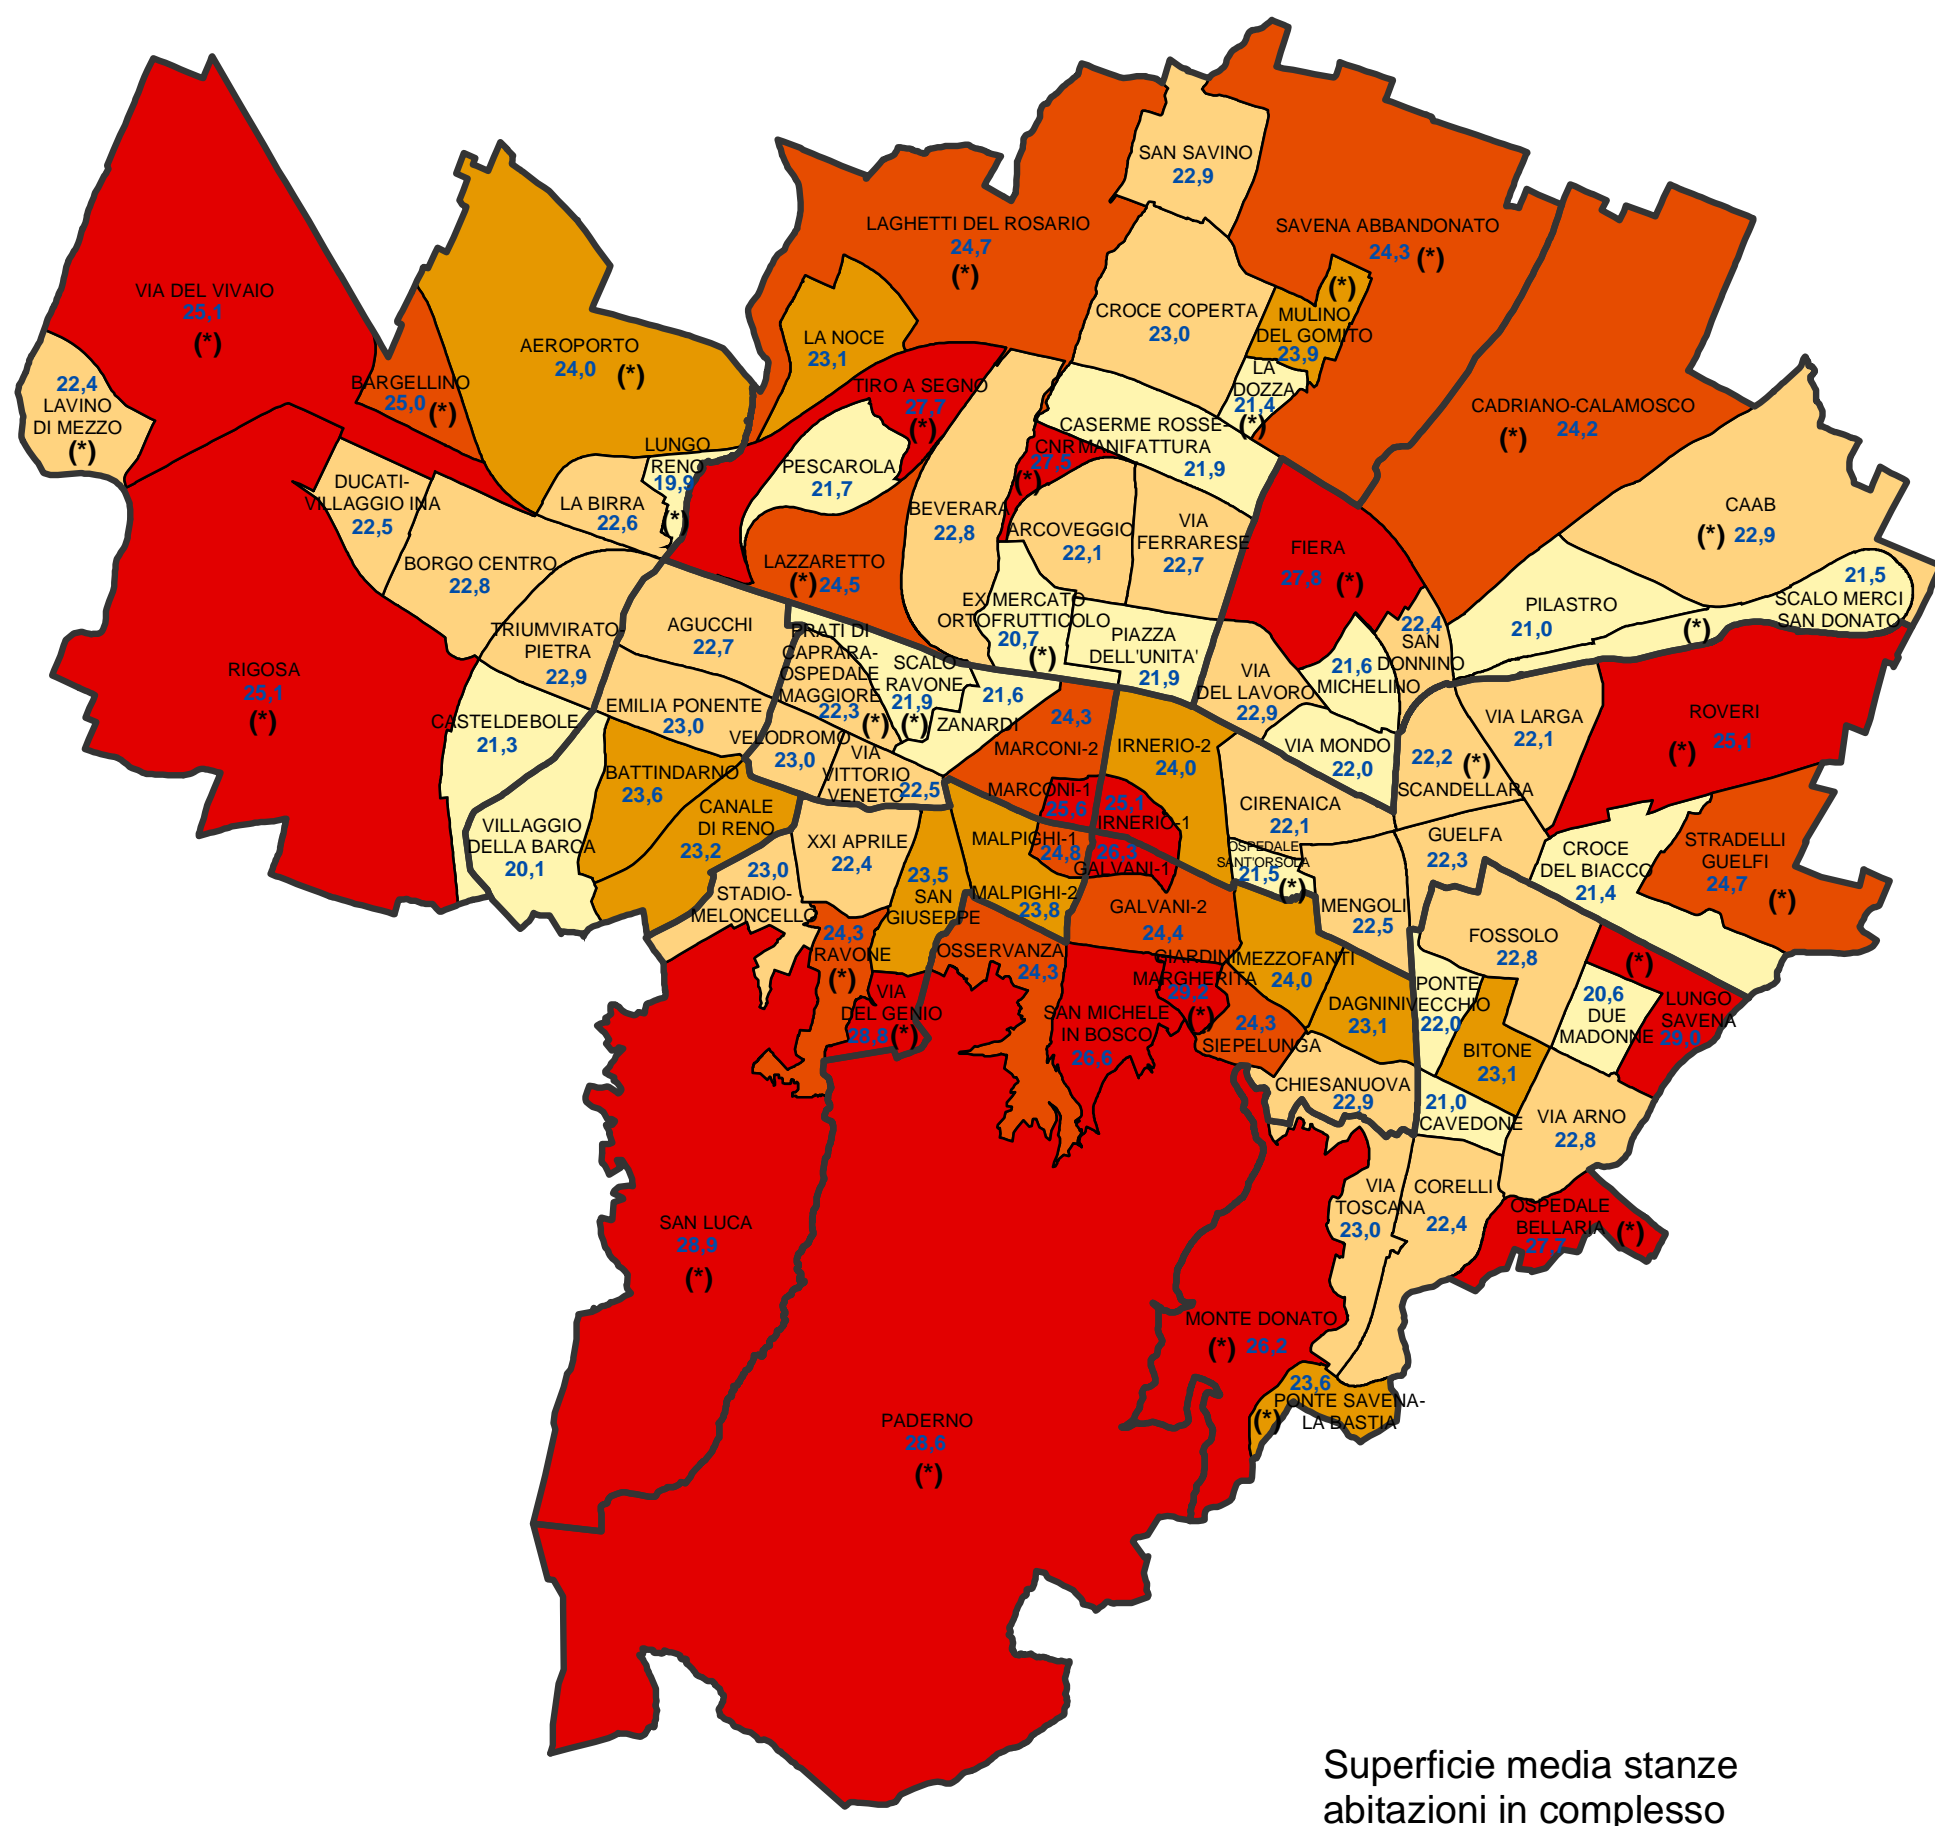 SAN SAVINO
22,9
LAGHETTI DEL ROSARIO
24,7
(*)
SAVENA ABBANDONATO
24,3 (*)
VIA DEL VIVAIO
25,1
(*)
CROCE COPERTA
23,0
(*)
MULINO
DEL GOMITO
23,9
LA NOCE
23,1
AEROPORTO
24,0 (*)
22,4
LAVINO
DI MEZZO
(*)
BARGELLINO
25,0 (*)
TIRO A SEGNO
27,7
(*)
LA
DOZZA
21,4
(*)
CADRIANO-CALAMOSCO
(*) 24,2
CASERME ROSSE-
MANIFATTURA
21,9
CNR
27,5
(*)
LUNGO
RENO
19,9
(*)
PESCAROLA
21,7
DUCATI-
VILLAGGIO INA
22,5
LA BIRRA
22,6
BEVERARA
22,8
ARCOVEGGIO
22,1
VIA
FERRARESE
22,7
CAAB
(*) 22,9
FIERA
27,8 (*)
BORGO CENTRO
22,8
LAZZARETTO
(*) 24,5
EX MERCATO
ORTOFRUTTICOLO
20,7
(*)
PILASTRO
21,0
21,5
SCALO MERCI
SAN DONATO
(*)
TRIUMVIRATO-
PIETRA
22,9
AGUCCHI
22,7
PRATI DI
CAPRARA-
OSPEDALE
MAGGIORE
22,3 (*)
SCALO
RAVONE
21,9
(*)
PIAZZA
DELL'UNITA'
21,9
22,4
SAN
DONNINO
21,6
MICHELINO
VIA
DEL LAVORO
22,9
RIGOSA
25,1
(*)
21,6
ZANARDI
EMILIA PONENTE
23,0
CASTELDEBOLE
21,3
VELODROMO
23,0
VIA
VITTORIO
VENETO 22,5
24,3
MARCONI-2
IRNERIO-2
24,0
VIA MONDO
22,0
VIA LARGA
22,1
ROVERI
(*) 25,1
22,2 (*)
SCANDELLARA
BATTINDARNO
23,6
CANALE
DI RENO
23,2
MARCONI-1
25,6
25,1
IRNERIO-1
CIRENAICA
22,1
VILLAGGIO
DELLA BARCA
20,1
XXI APRILE
22,4
MALPIGHI-1
24,8
26,3
GALVANI-1
OSPEDALE
SANT'ORSOLA
21,5 (*)
GUELFA
22,3
CROCE
DEL BIACCO
21,4
STRADELLI
GUELFI
24,7
(*)
23,0
STADIO-
MELONCELLO
23,5
SAN
GIUSEPPE
MALPIGHI-2
23,8
GALVANI-2
24,4
MENGOLI
22,5
24,3
RAVONE
(*)
OSSERVANZA
24,3
FOSSOLO
22,8
(*)
LUNGO
SAVENA
29,0
GIARDINI
MARGHERITA
29,2
(*)
MEZZOFANTI
24,0
DAGNINI
23,1
PONTE
VECCHIO
22,0
20,6
DUE
MADONNE
VIA
DEL GENIO
28,8 (*)
SAN MICHELE
IN BOSCO
26,6
24,3
SIEPELUNGA
BITONE
23,1
CHIESANUOVA
22,9
21,0
CAVEDONE
VIA ARNO
22,8
VIA
TOSCANA
23,0
CORELLI
22,4
OSPEDALE
BELLARIA (*)
27,7
SAN LUCA
28,9
(*)
MONTE DONATO
(*) 26,2
23,6
PONTE SAVENA-
LA BASTIA
(*)
PADERNO
28,6
(*)
Superficie media stanze
abitazioni in complesso